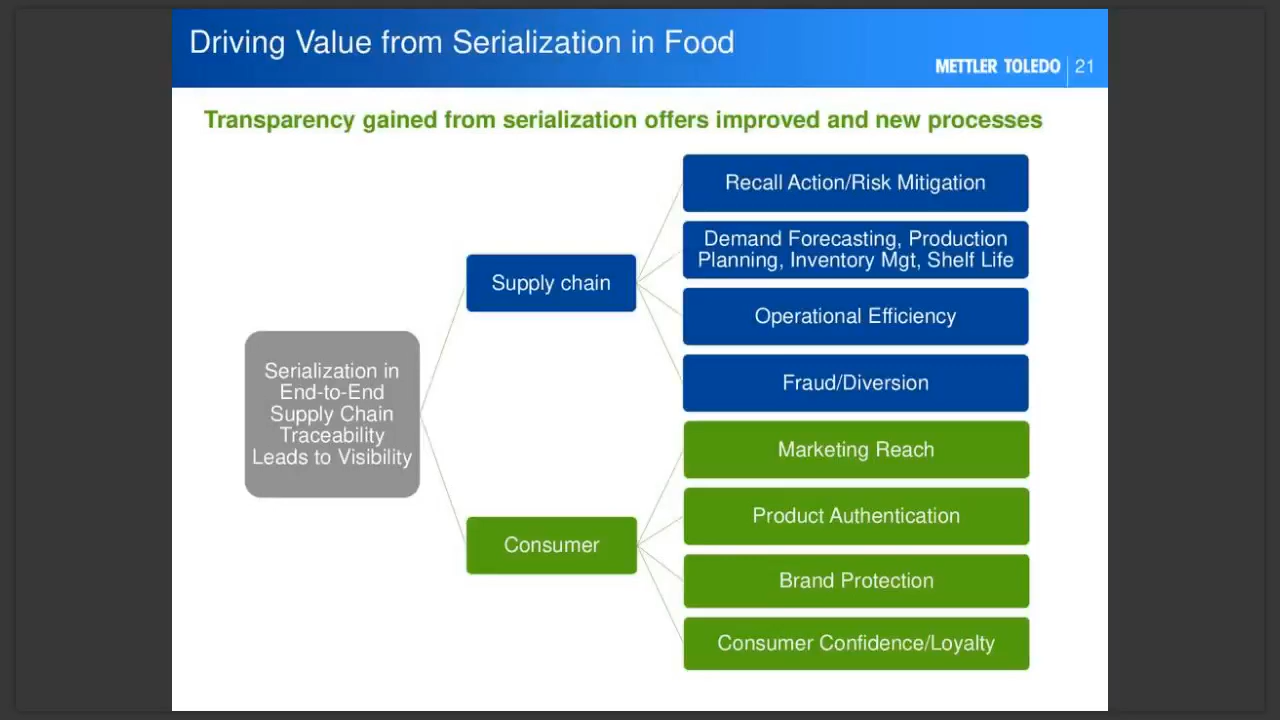 Driving Value from Serialization in Food
METTLER TOLEDO 21
Transparency gained from serialization offers improved and new processes
Serialization in
End-to-End
Supply Chain
Traceability
Leads to Visibility
Supply chain
Recall Action/Risk Mitigation
Demand Forecasting, Production
Planning, Inventory Mgt, Shelf Life
Operational Efficiency
Fraud/Diversion
Consumer
Marketing Reach
Product Authentication
Brand Protection
Consumer Confidence/Loyalty